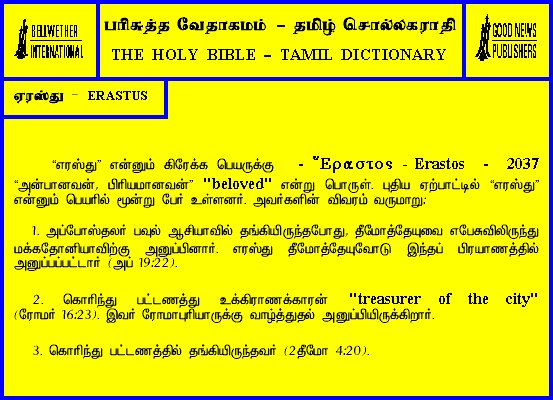 BELLWETHER
INTERNATIONAL
பரிசுத்த வேதாகமம் – தமிழ் சொல்லகராதி
THE HOLY BIBLE – TAMIL DICTIONARY
GOOD NEWS
PUBLISHERS
ஏரஸ்து – ERASTUS
“எரஸ்து” என்னும் கிரேக்க பெயருக்கு - Ἔραστος - Erastos - 2037
“அன்பானவன், பிரியமானவன்” "beloved" என்று பொருள். புதிய ஏற்பாட்டில் “எரஸ்து”
என்னும் பெயரில் மூன்று பேர் உள்ளனர். அவர்களின் விவரம் வருமாறு:
1. அப்போஸ்தலர் பவுல் ஆசியாவில் தங்கியிருந்தபோது, தீமோத்தேயுவை எபேசுவிலிருந்து
மக்கதோனியாவிற்கு அனுப்பினார். எரஸ்து தீமோத்தேயுவோடு இந்தப் பிரயாணத்தில்
அனுப்பப்பட்டார் (அப் 19:22).
2. கொரிந்து பட்டணத்து உக்கிராணக்காரன் "treasurer of the city"
(ரோமர் 16:23). இவர் ரோமாபுரியாருக்கு வாழ்த்துதல் அனுப்பியிருக்கிறார்.
3. கொரிந்து பட்டணத்தில் தங்கியிருந்தவர் (2தீமோ 4:20).